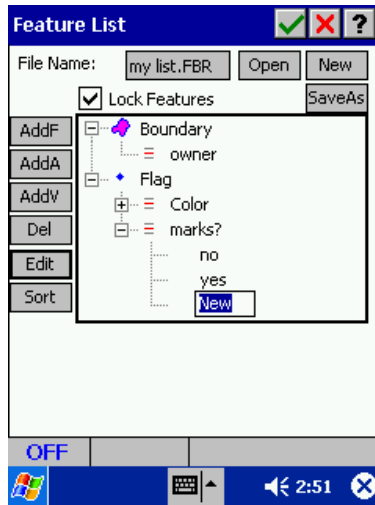 Feature List ?
File Name: my list.FBR Open New
Lock Features SaveAs
AddF Boundary
AddA owner
AddV Flag
Color
Del marks?
Edit no
yes
Sort New
OFF
2:51